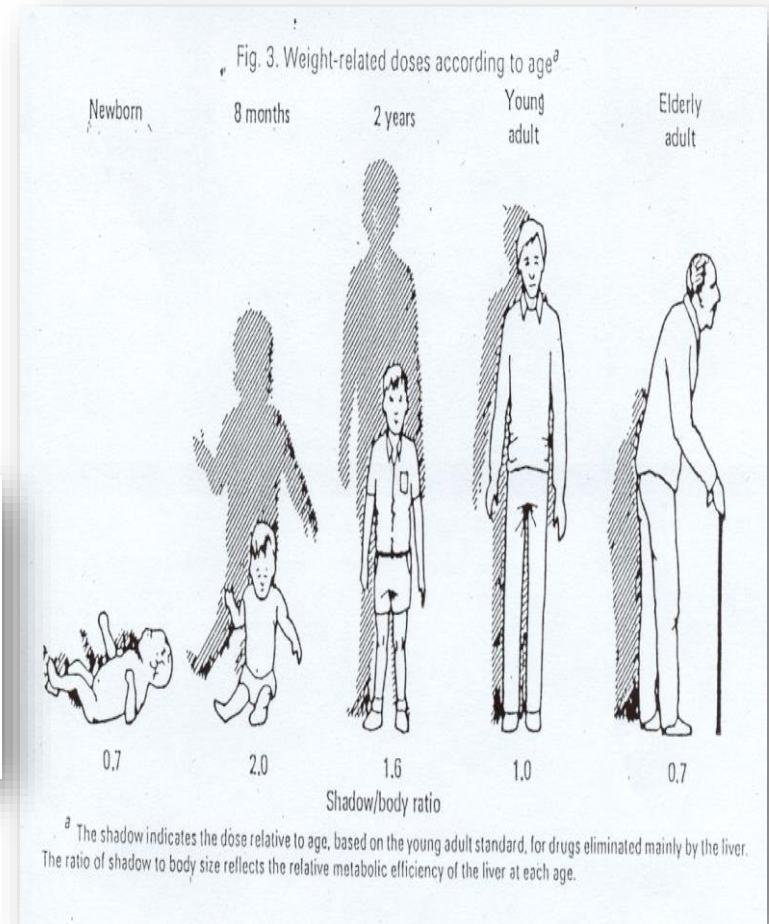 Fig. 3. Weight-related doses according to ageᵃ
Newborn
8 months
2 years
Young
adult
Elderly
adult
0.7
2.0
1.6
1.0
0.7
Shadow/body ratio
ᵃ The shadow indicates the dose relative to age, based on the young adult standard, for drugs eliminated mainly by the liver.
The ratio of shadow to body size reflects the relative metabolic efficiency of the liver at each age.